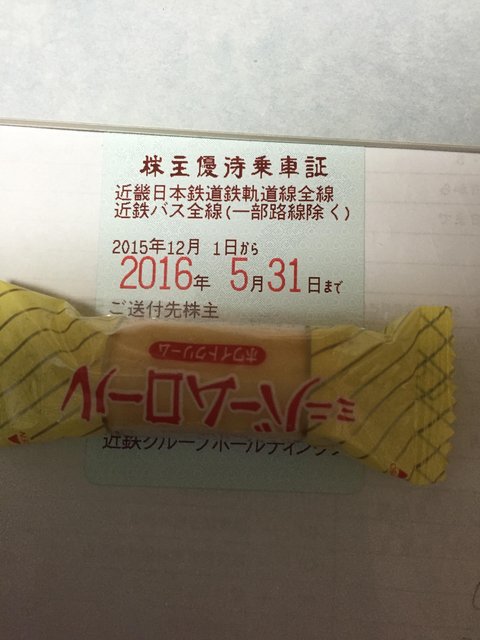 株主優待乗車証
近畿日本鉄道鉄軌道線全線
近鉄バス全線(一部路線除く)
2015年12月 1日から
2016年 5月31日まで
ご送付先株主
ホワイトクリーム
ミニバームロール
近鉄グループホールディングス